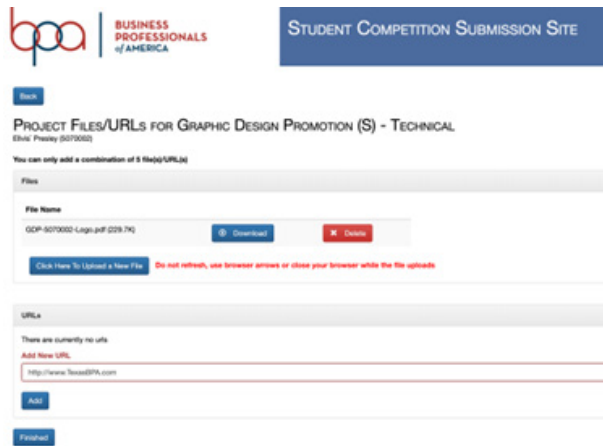 bpa
BUSINESS
PROFESSIONALS
of AMERICA
STUDENT COMPETITION SUBMISSION SITE
Back
PROJECT FILES/URLS FOR GRAPHIC DESIGN PROMOTION (S) - TECHNICAL
Elvis' Presley (5070002)
You can only add a combination of 5 file(s)/URL(s)
Files
File Name
GDP-5070002-Logo.pdf (229.7K) Download Delete
Click Here To Upload a New File Do not refresh, use browser arrows or close your browser while the file uploads
URLs
There are currently no urls
Add New URL
http://www.TexasBPA.com
Add
Finished